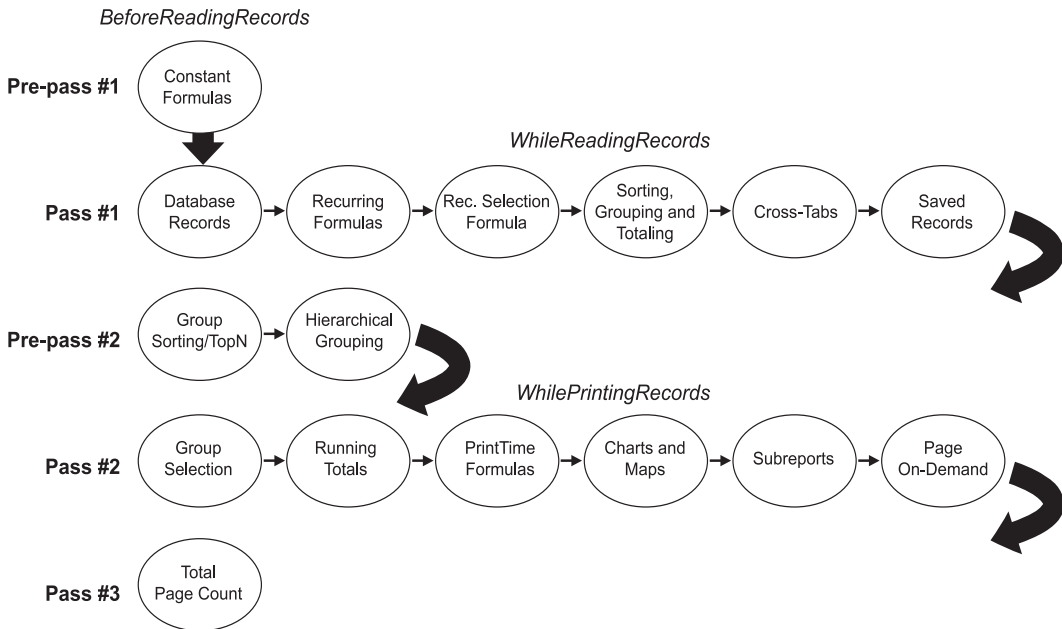 BeforeReadingRecords
Pre-pass #1
Constant
Formulas
WhileReadingRecords
Pass #1
Database
Records
Recurring
Formulas
Rec. Selection
Formula
Sorting,
Grouping and
Totaling
Cross-Tabs
Saved
Records
Pre-pass #2
Group
Sorting/TopN
Hierarchical
Grouping
WhilePrintingRecords
Pass #2
Group
Selection
Running
Totals
PrintTime
Formulas
Charts and
Maps
Subreports
Page
On-Demand
Pass #3
Total
Page Count